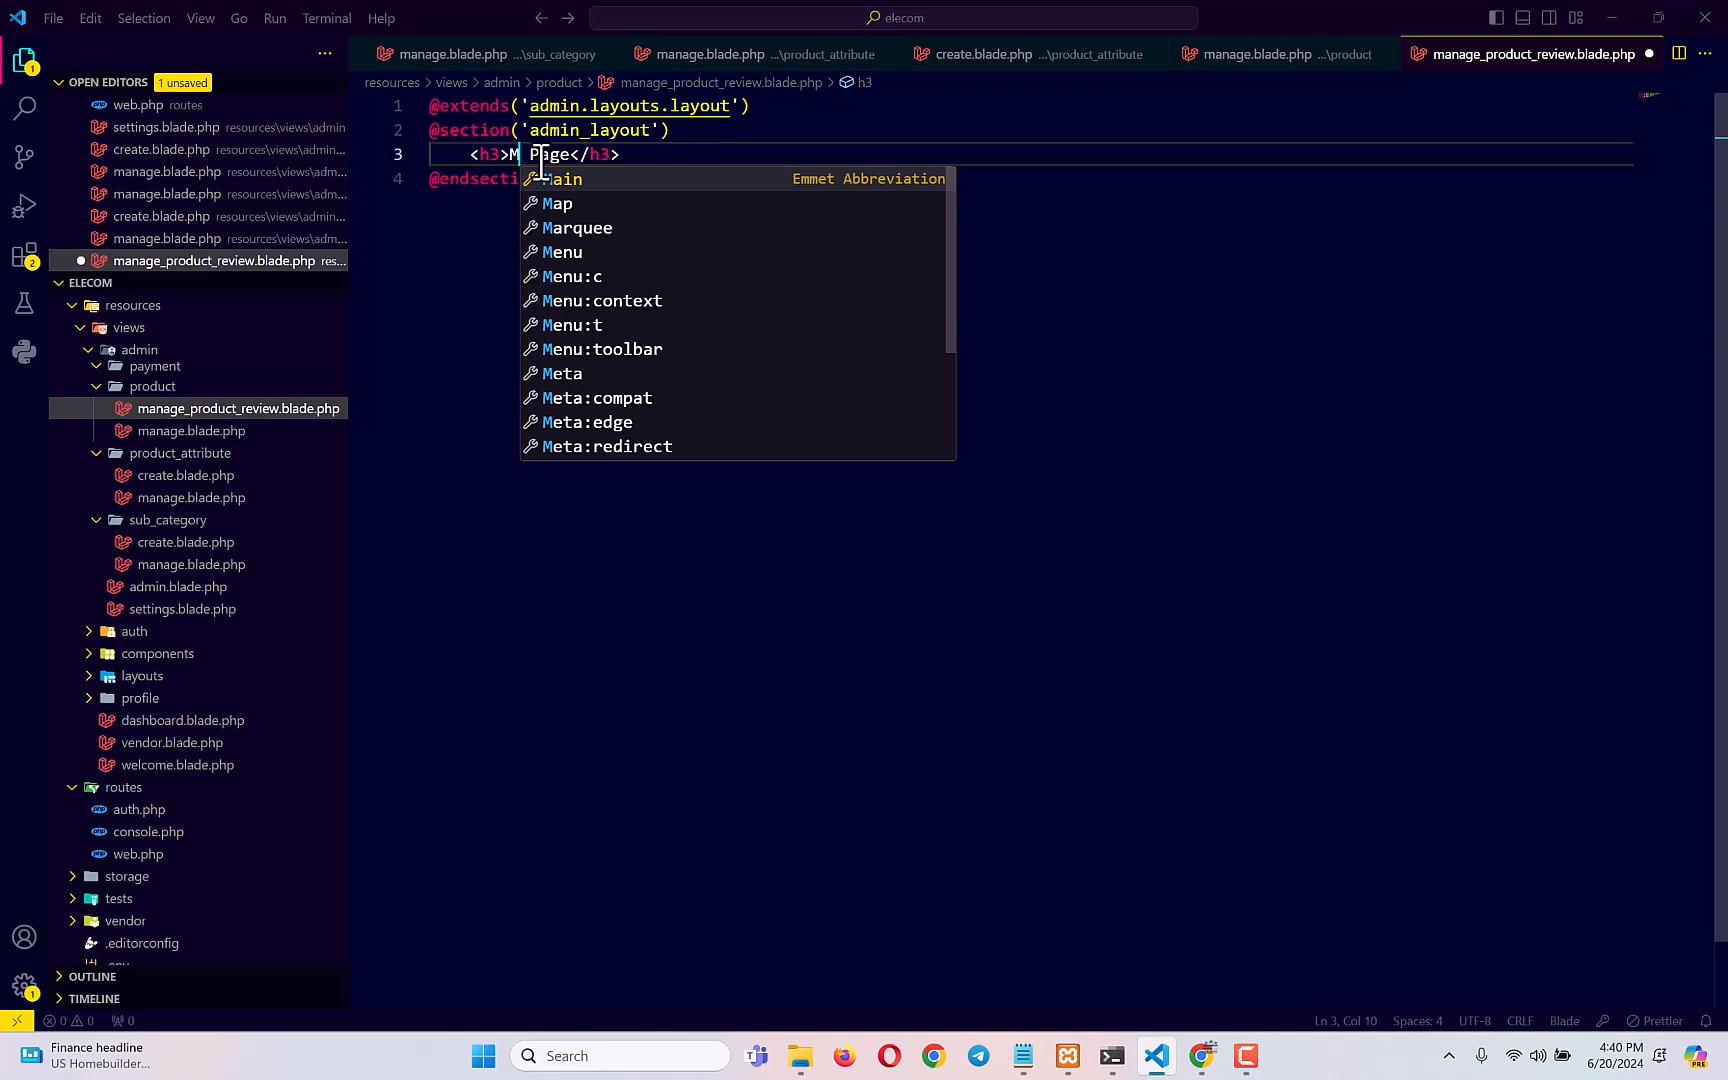 File Edit Selection View Go Run Terminal Help
elecom
OPEN EDITORS 1 unsaved
web.php routes
settings.blade.php resources\views\admin
create.blade.php resources\views\admin...
manage.blade.php resources\views\adm...
manage.blade.php resources\views\adm...
create.blade.php resources\views\admin...
manage.blade.php resources\views\adm...
manage_product_review.blade.php res...
ELECOM
resources
views
admin
payment
product
manage_product_review.blade.php
manage.blade.php
product_attribute
create.blade.php
manage.blade.php
sub_category
create.blade.php
manage.blade.php
admin.blade.php
settings.blade.php
auth
components
layouts
profile
dashboard.blade.php
vendor.blade.php
welcome.blade.php
routes
auth.php
console.php
web.php
storage
tests
vendor
.editorconfig
OUTLINE
TIMELINE
manage.blade.php ...\sub_category
manage.blade.php ...\product_attribute
create.blade.php ...\product_attribute
manage.blade.php ...\product
manage_product_review.blade.php
resources > views > admin > product > manage_product_review.blade.php > h3
1 @extends('admin.layouts.layout')
2 @section('admin_layout')
3 <h3>M Page</h3>
4 @endsecti
Main Emmet Abbreviation
Map
Marquee
Menu
Menu:c
Menu:context
Menu:t
Menu:toolbar
Meta
Meta:compat
Meta:edge
Meta:redirect
0 0 0
Ln 3, Col 10 Spaces: 4 UTF-8 CRLF Blade Prettier
Finance headline
US Homebuilder...
Search
4:40 PM
6/20/2024